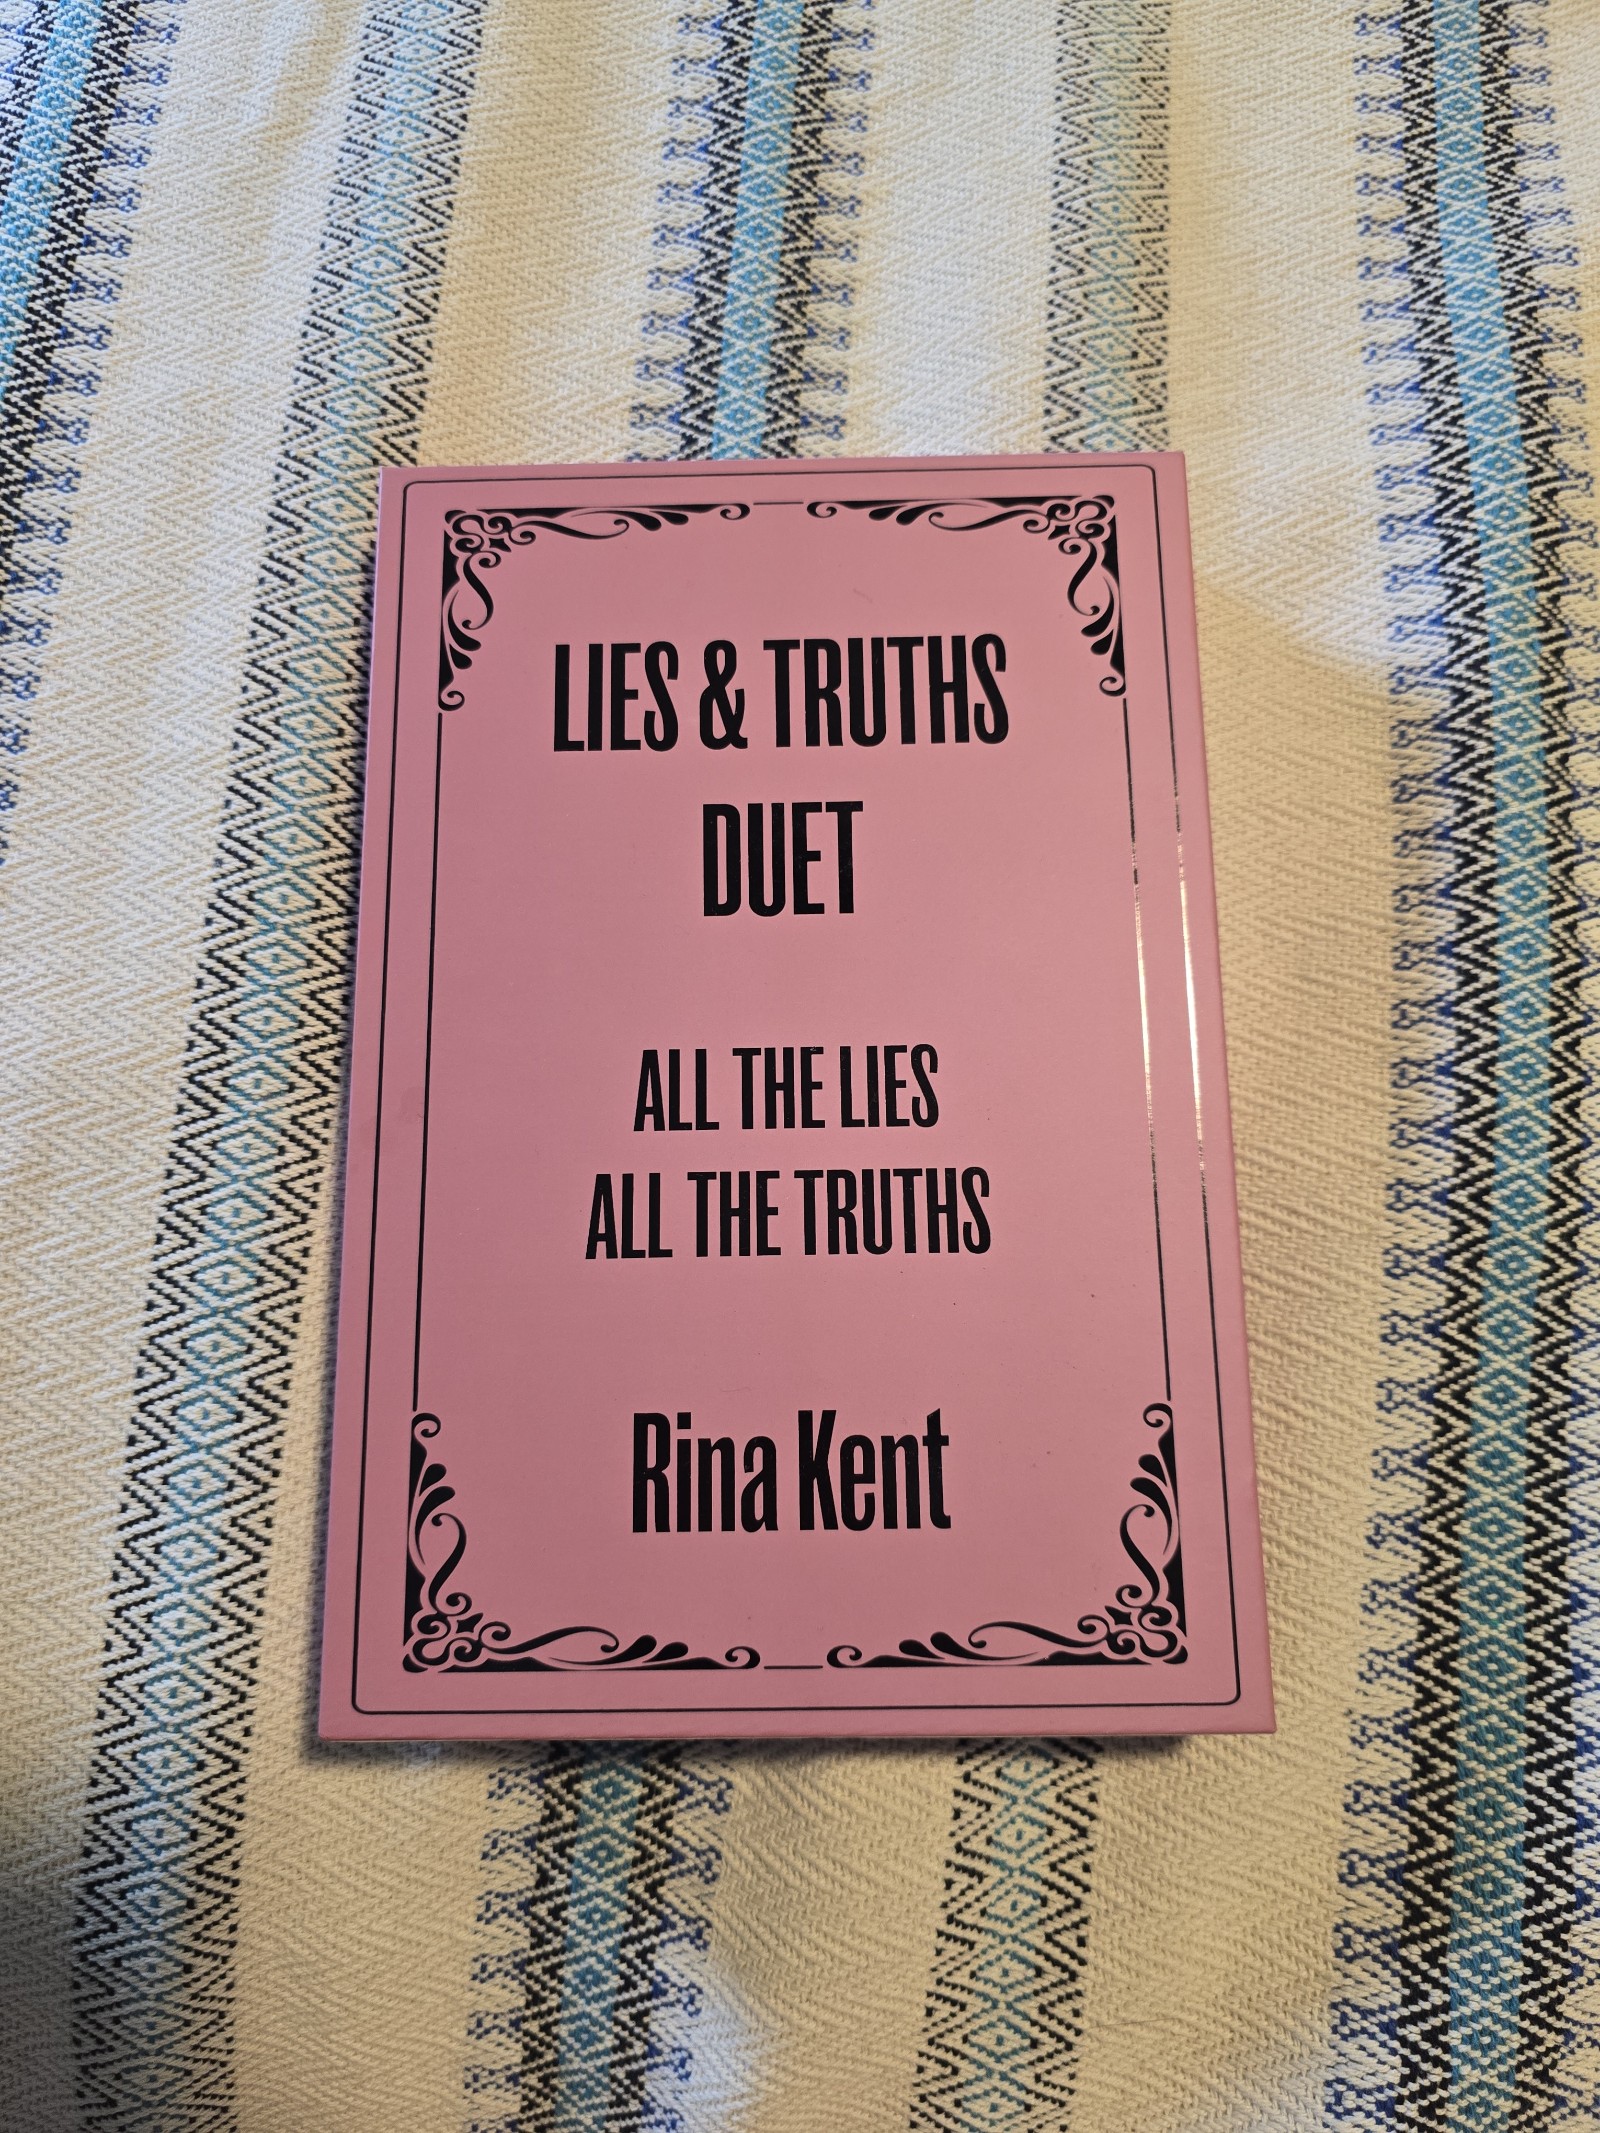 LIES & TRUTHS
DUET
ALL THE LIES
ALL THE TRUTHS
Rina Kent